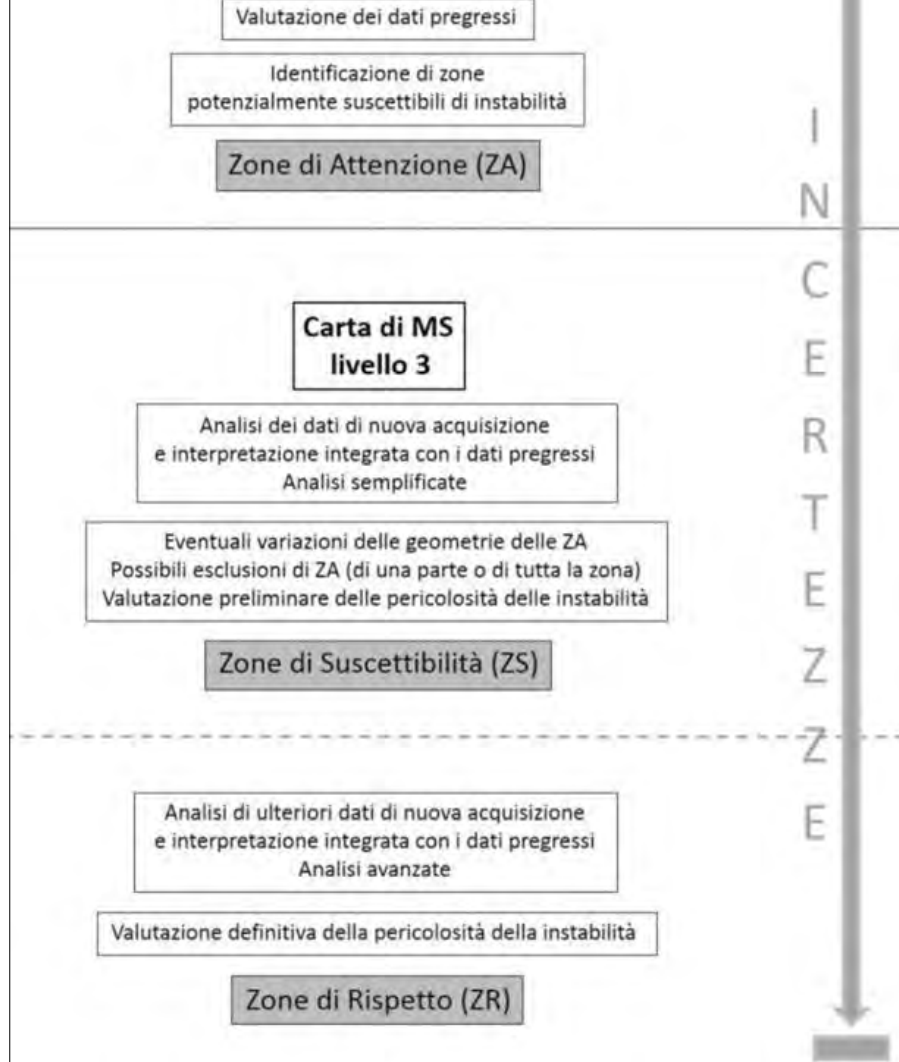 Valutazione dei dati pregressi
Identificazione di zone
potenzialmente suscettibili di instabilità
Zone di Attenzione (ZA)
Carta di MS
livello 3
Analisi dei dati di nuova acquisizione
e interpretazione integrata con i dati pregressi
Analisi semplificate
Eventuali variazioni delle geometrie delle ZA
Possibili esclusioni di ZA (di una parte o di tutta la zona)
Valutazione preliminare delle pericolosità delle instabilità
Zone di Suscettibilità (ZS)
Analisi di ulteriori dati di nuova acquisizione
e interpretazione integrata con i dati pregressi
Analisi avanzate
Valutazione definitiva della pericolosità della instabilità
Zone di Rispetto (ZR)
INCERTEZZE